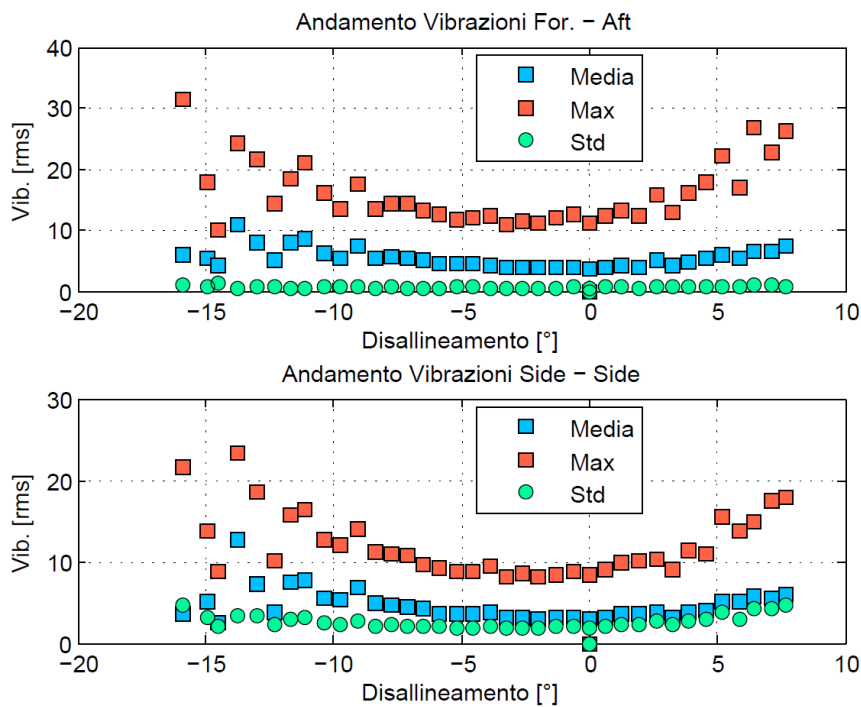 Andamento Vibrazioni For. − Aft
40
30
20
10
0
Vib. [rms]
Media
Max
Std
−20 −15 −10 −5 0 5 10
Disallineamento [°]
Andamento Vibrazioni Side − Side
30
20
10
0
Vib. [rms]
Media
Max
Std
−20 −15 −10 −5 0 5 10
Disallineamento [°]